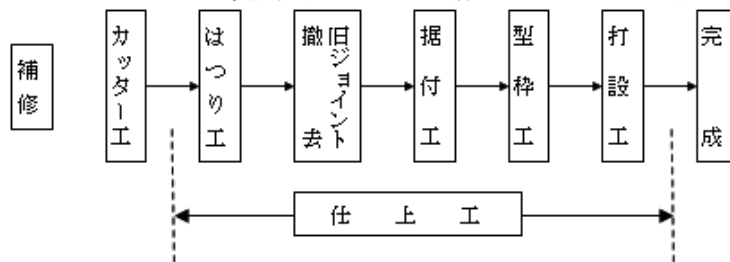 補修
カッター工
はつり工
旧ジョイント
撤去
据付工
型枠工
打設工
完成
仕上工